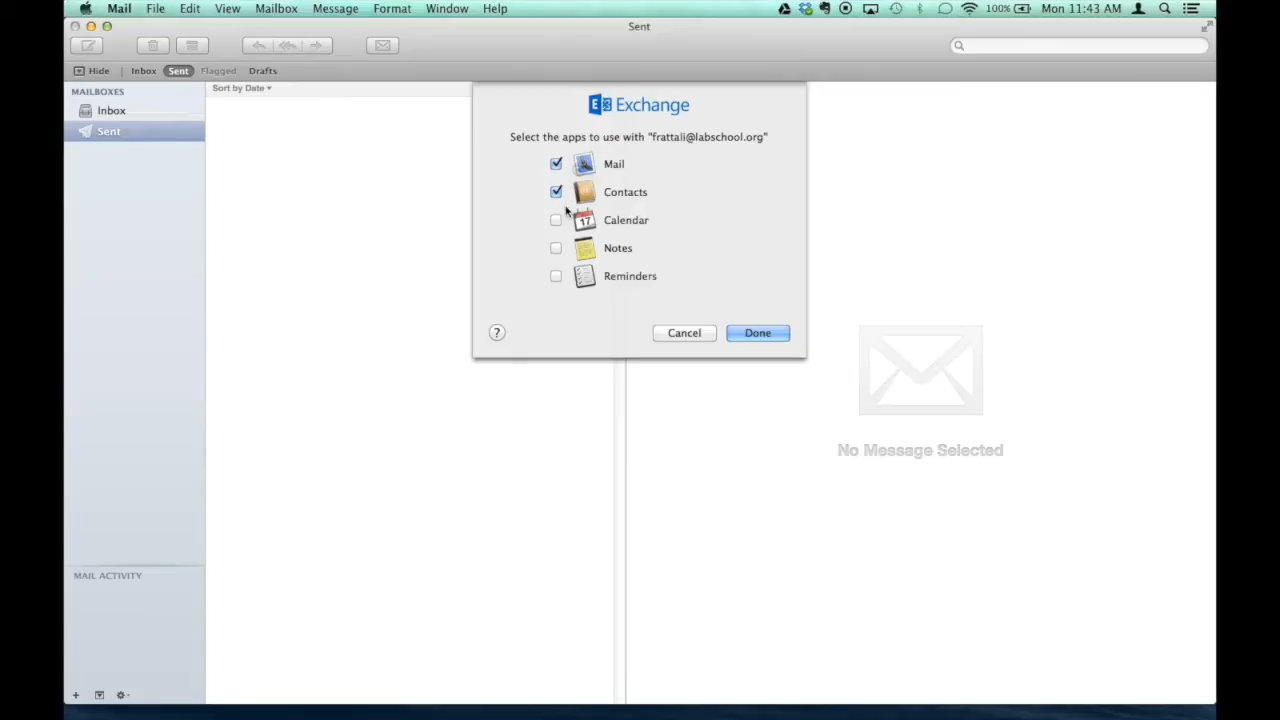 Mail File Edit View Mailbox Message Format Window Help 100% Mon 11:43 AM
Sent
Hide Inbox Sent Flagged Drafts
MAILBOXES
Inbox
Sent
Sort by Date
Exchange
Select the apps to use with "frattali@labschool.org"
Mail
Contacts
17 Calendar
Notes
Reminders
? Cancel Done
No Message Selected
MAIL ACTIVITY